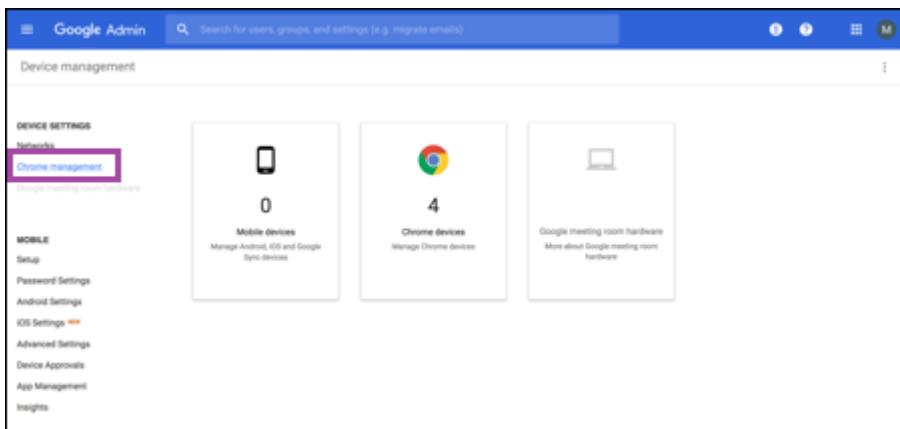 Google Admin
Search for users, groups, and settings (e.g. migrate emails)
M
Device management
DEVICE SETTINGS
Networks
Chrome management
Google meeting room hardware
MOBILE
Setup
Password Settings
Android Settings
iOS Settings NEW
Advanced Settings
Device Approvals
App Management
Insights
0
Mobile devices
Manage Android, iOS and Google
Sync devices
4
Chrome devices
Manage Chrome devices
Google meeting room hardware
More about Google meeting room
hardware